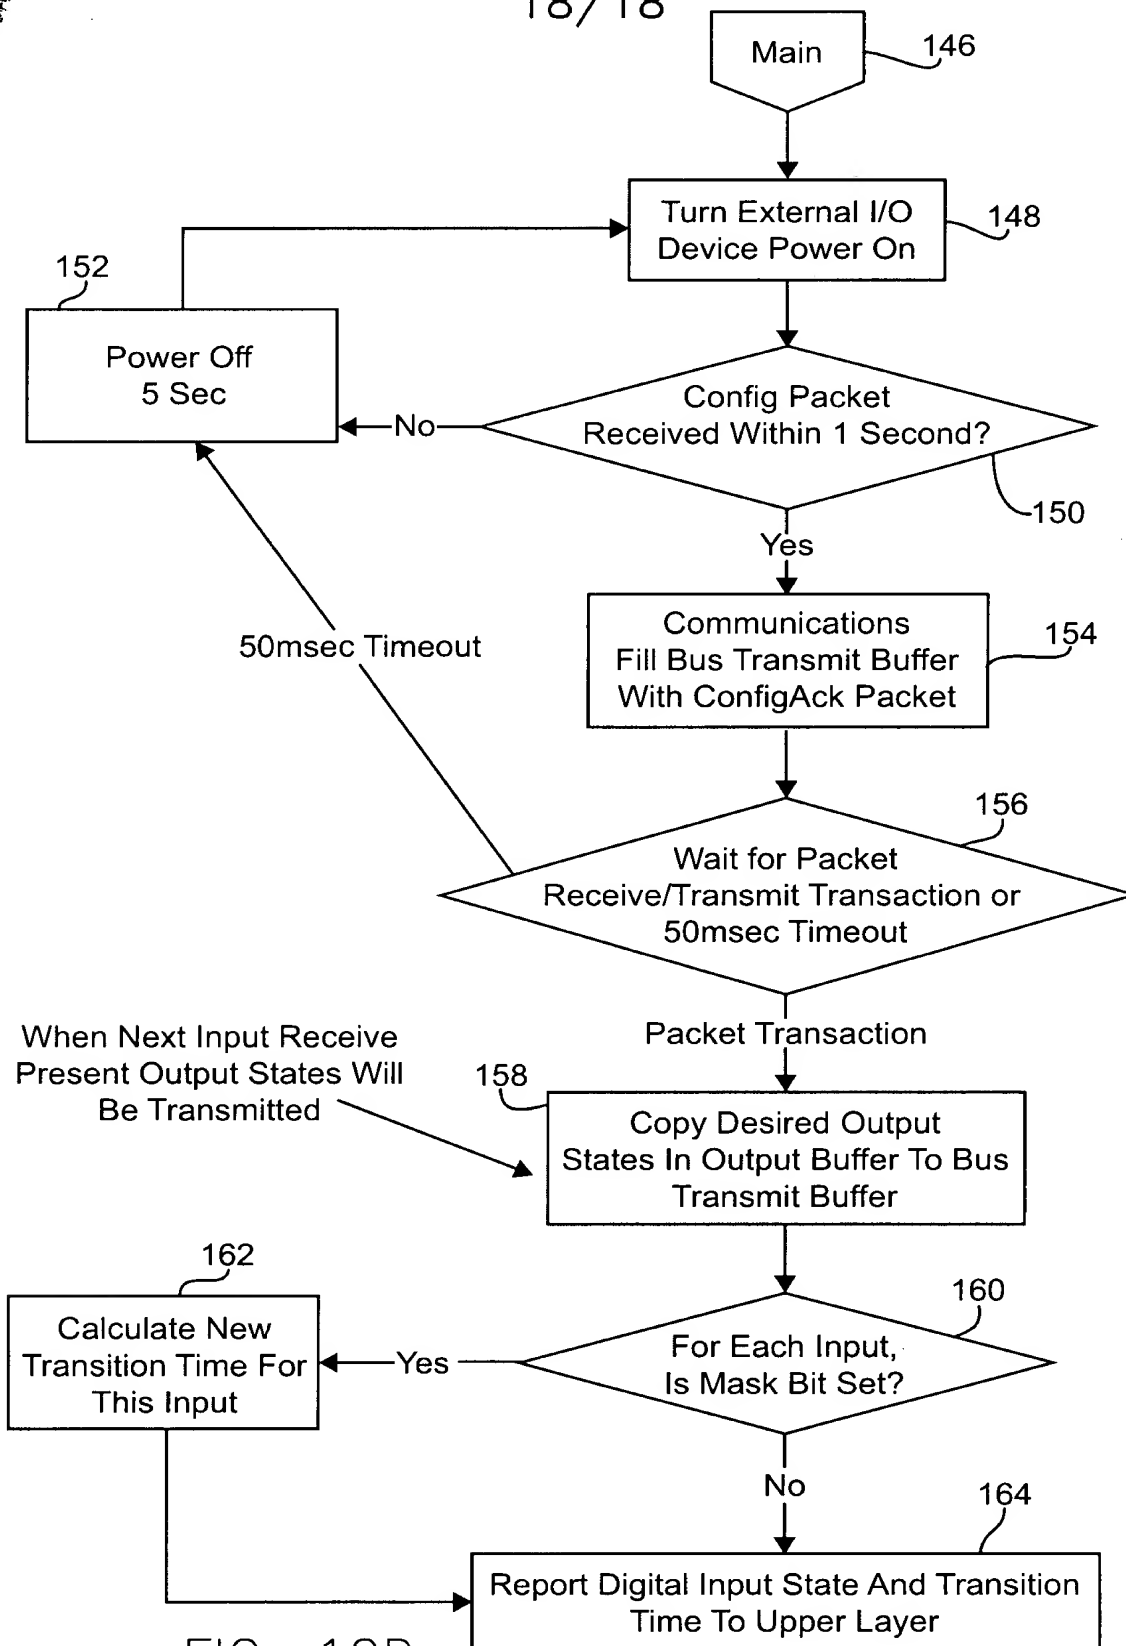 18/18
Main
146
Turn External I/O
Device Power On
148
152
Power Off
5 Sec
No
Config Packet
Received Within 1 Second?
150
Yes
Communications
Fill Bus Transmit Buffer
With ConfigAck Packet
154
50msec Timeout
156
Wait for Packet
Receive/Transmit Transaction or
50msec Timeout
Packet Transaction
When Next Input Receive
Present Output States Will
Be Transmitted
158
Copy Desired Output
States In Output Buffer To Bus
Transmit Buffer
162
Calculate New
Transition Time For
This Input
Yes
160
For Each Input,
Is Mask Bit Set?
No
164
Report Digital Input State And Transition
Time To Upper Layer